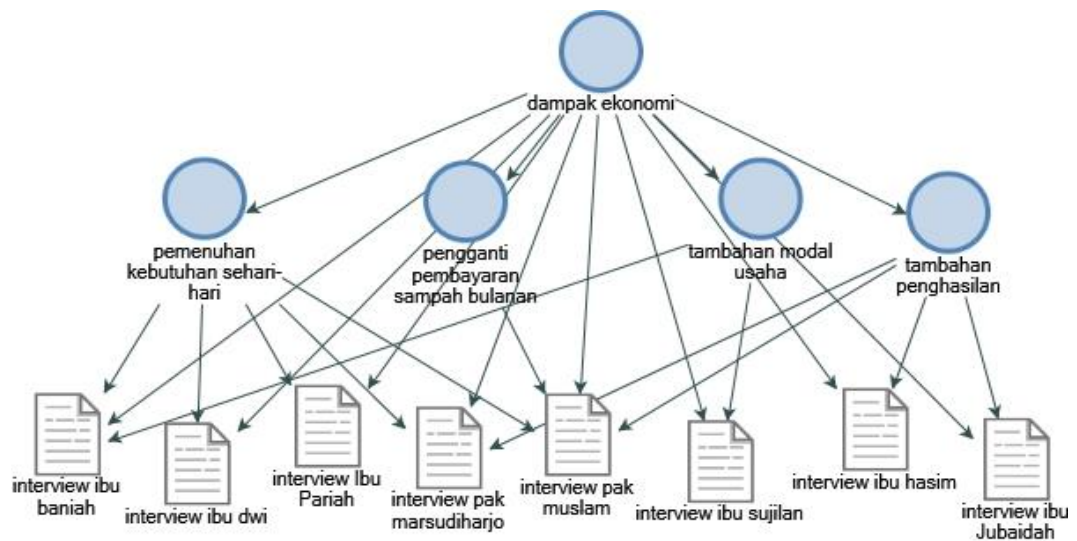 dampak ekonomi
pemenuhan
kebutuhan sehari-
hari
pengganti
pembayaran
sampah bulanan
tambahan modal
usaha
tambahan
penghasilan
interview ibu
baniah
interview ibu dwi
interview Ibu
Pariah
interview pak
marsudiharjo
interview pak
muslam
interview ibu sujilan
interview ibu hasim
interview ibu
Jubaidah